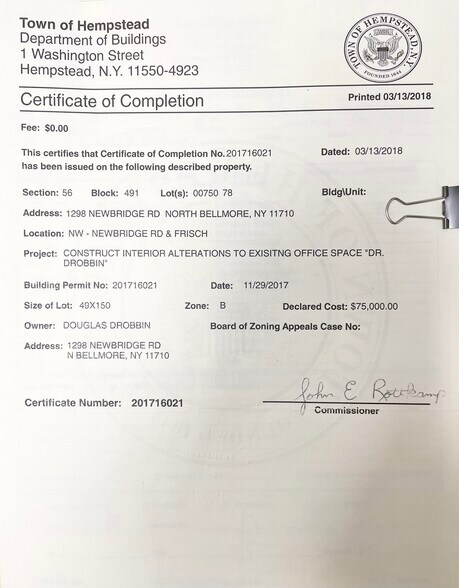 Town of Hempstead
Department of Buildings
1 Washington Street
Hempstead, N.Y. 11550-4923
TOWN OF HEMPSTEAD, N.Y.
FOUNDED 1644
Certificate of Completion
Printed 03/13/2018
Fee: $0.00
This certifies that Certificate of Completion No. 201716021 Dated: 03/13/2018
has been issued on the following described property.
Section: 56 Block: 491 Lot(s): 00750 78 Bldg\Unit:
Address: 1298 NEWBRIDGE RD NORTH BELLMORE, NY 11710
Location: NW - NEWBRIDGE RD & FRISCH
Project: CONSTRUCT INTERIOR ALTERATIONS TO EXISITNG OFFICE SPACE "DR.
DROBBIN"
Building Permit No: 201716021 Date: 11/29/2017
Size of Lot: 49X150 Zone: B Declared Cost: $75,000.00
Owner: DOUGLAS DROBBIN Board of Zoning Appeals Case No:
Address: 1298 NEWBRIDGE RD
N BELLMORE, NY 11710
John E Rottkamp
Certificate Number: 201716021
Commissioner